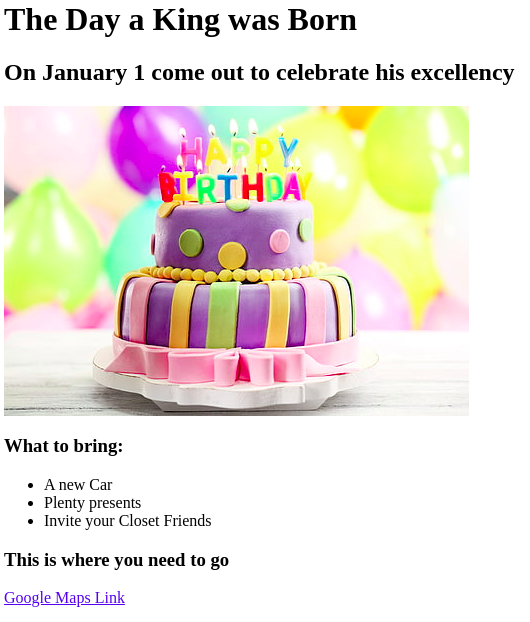 The Day a King was Born
On January 1 come out to celebrate his excellency
HAPPY
BIRTHDAY
What to bring:
A new Car
Plenty presents
Invite your Closet Friends
This is where you need to go
Google Maps Link